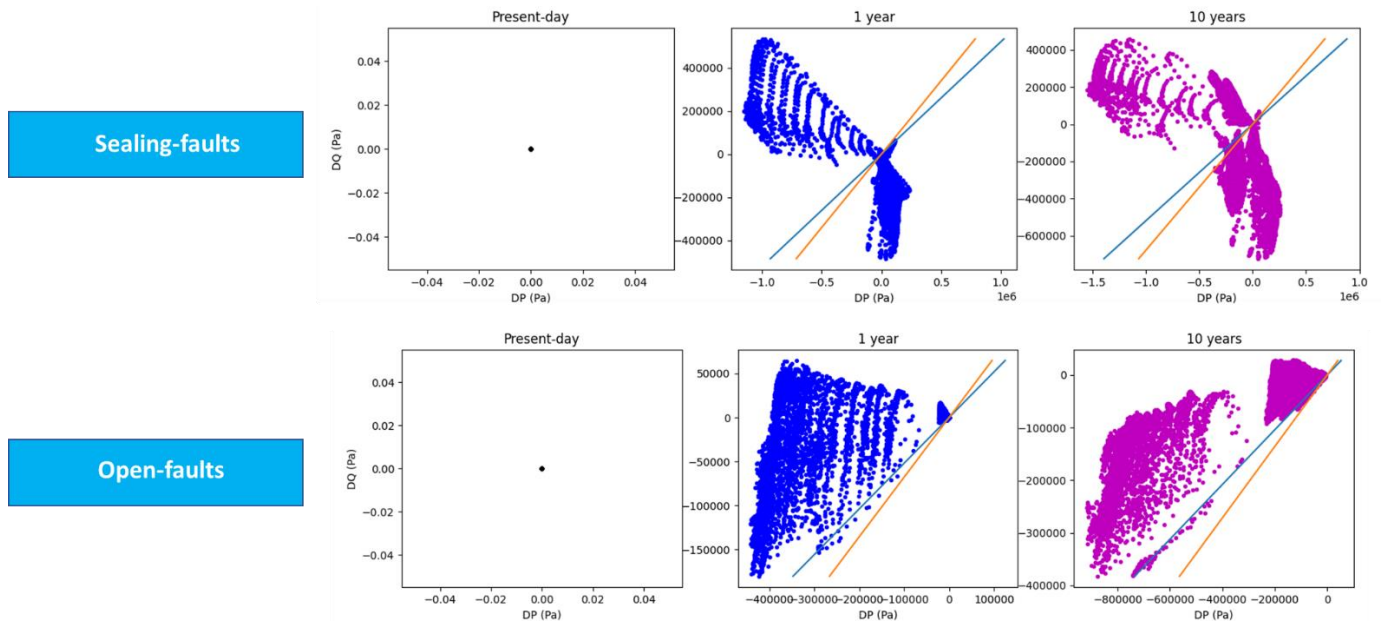 Present-day
1 year
10 years
Sealing-faults
DQ (Pa)
0.04
0.02
0.00
−0.02
−0.04
400000
200000
0
−200000
−400000
400000
200000
0
−200000
−400000
−600000
−0.04 −0.02 0.00 0.02 0.04
−1.0 −0.5 0.0 0.5 1.0
−1.5 −1.0 −0.5 0.0 0.5 1.0
1e6
1e6
DP (Pa)
DP (Pa)
DP (Pa)
Present-day
1 year
10 years
Open-faults
DQ (Pa)
0.04
0.02
0.00
−0.02
−0.04
50000
0
−50000
−100000
−150000
0
−100000
−200000
−300000
−400000
−0.04 −0.02 0.00 0.02 0.04
−400000 −300000 −200000 −100000 0 100000
−800000 −600000 −400000 −200000 0
DP (Pa)
DP (Pa)
DP (Pa)